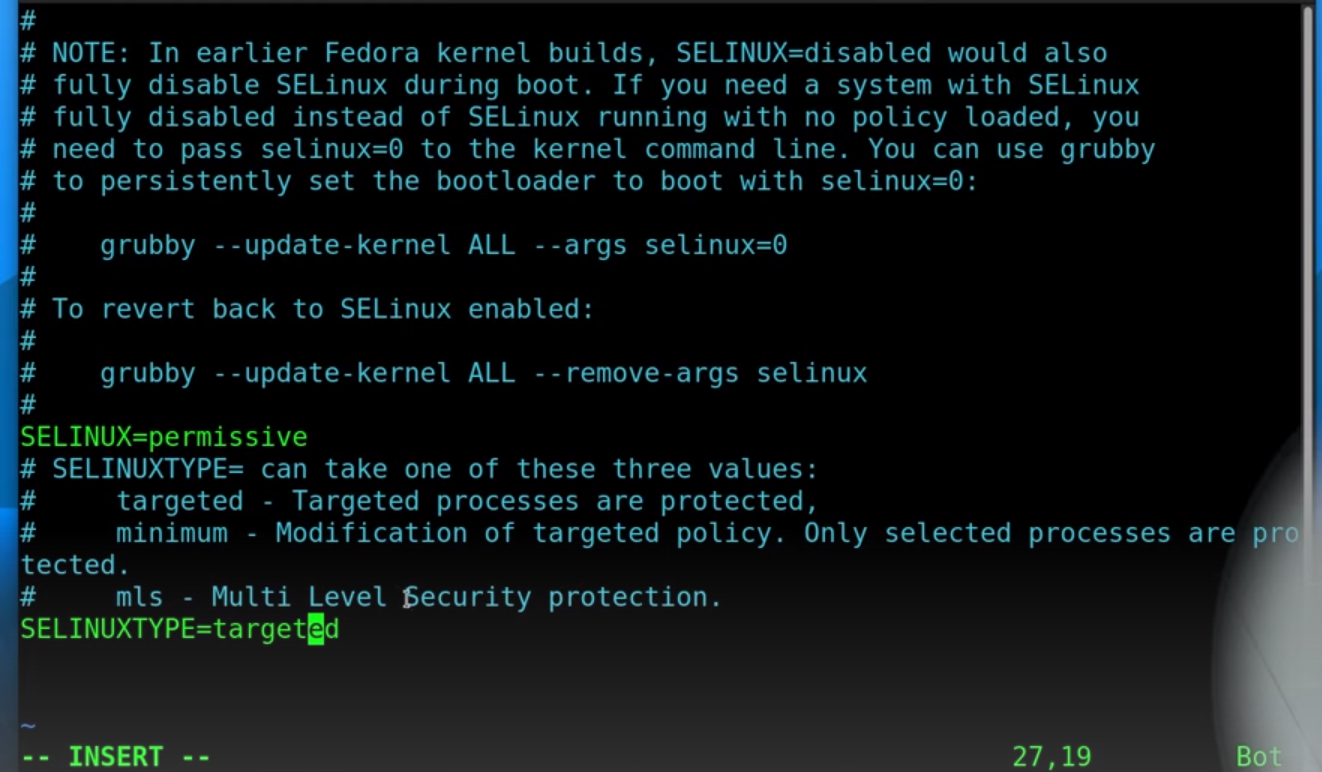 #
# NOTE: In earlier Fedora kernel builds, SELINUX=disabled would also
# fully disable SELinux during boot. If you need a system with SELinux
# fully disabled instead of SELinux running with no policy loaded, you
# need to pass selinux=0 to the kernel command line. You can use grubby
# to persistently set the bootloader to boot with selinux=0:
#
#    grubby --update-kernel ALL --args selinux=0
#
# To revert back to SELinux enabled:
#
#    grubby --update-kernel ALL --remove-args selinux
#
SELINUX=permissive
# SELINUXTYPE= can take one of these three values:
#     targeted - Targeted processes are protected,
#     minimum - Modification of targeted policy. Only selected processes are pro
tected.
#     mls - Multi Level Security protection.
SELINUXTYPE=targeted
~
-- INSERT -- 27,19 Bot